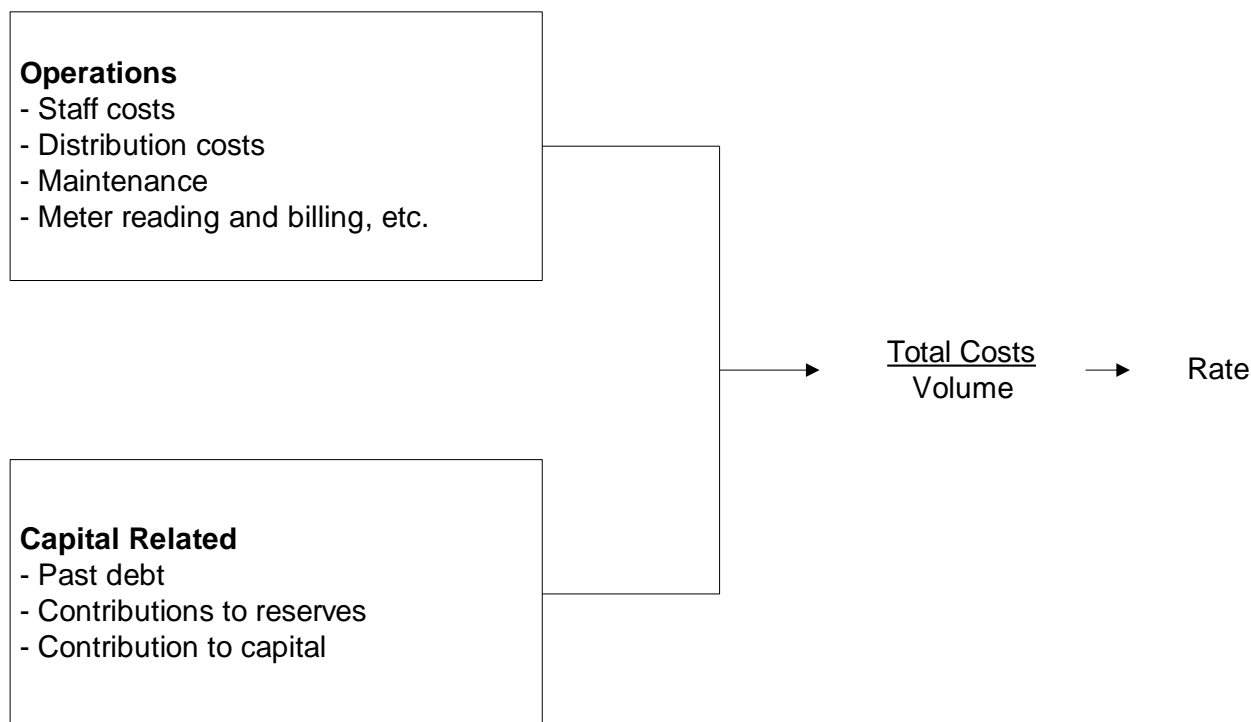 Operations
- Staff costs
- Distribution costs
- Maintenance
- Meter reading and billing, etc.
Total Costs
Volume
Rate
Capital Related
- Past debt
- Contributions to reserves
- Contribution to capital